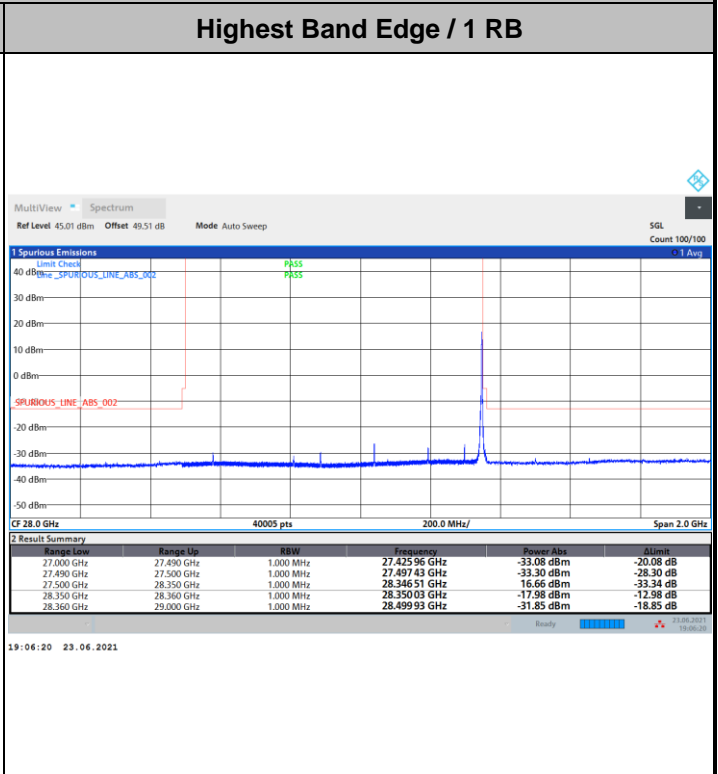 Highest Band Edge / 1 RB
MultiView Spectrum
Ref Level 45.01 dBm Offset 49.51 dB Mode Auto Sweep SGL
Count 100/100
1 Spurious Emissions 1 Avg
Limit Check PASS
40 dBm
Line _SPURIOUS_LINE_ABS_002 PASS
30 dBm
20 dBm
10 dBm
0 dBm
_SPURIOUS_LINE_ABS_002
-20 dBm
-30 dBm
-40 dBm
-50 dBm
CF 28.0 GHz 40005 pts 200.0 MHz/ Span 2.0 GHz
2 Result Summary
Range Low Range Up RBW Frequency Power Abs ΔLimit
27.000 GHz 27.490 GHz 1.000 MHz 27.425 96 GHz -33.08 dBm -20.08 dB
27.490 GHz 27.500 GHz 1.000 MHz 27.497 43 GHz -33.30 dBm -28.30 dB
27.500 GHz 28.350 GHz 1.000 MHz 28.346 51 GHz 16.66 dBm -33.34 dB
28.350 GHz 28.360 GHz 1.000 MHz 28.350 03 GHz -17.98 dBm -12.98 dB
28.360 GHz 29.000 GHz 1.000 MHz 28.499 93 GHz -31.85 dBm -18.85 dB
Ready 23.06.2021
19:06:20
19:06:20 23.06.2021